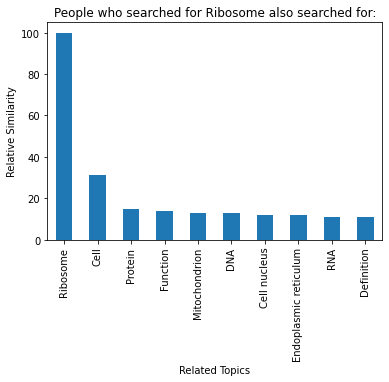 People who searched for Ribosome also searched for:
Relative Similarity
100
80
60
40
20
0
Ribosome
Cell
Protein
Function
Mitochondrion
DNA
Cell nucleus
Endoplasmic reticulum
RNA
Definition
Related Topics